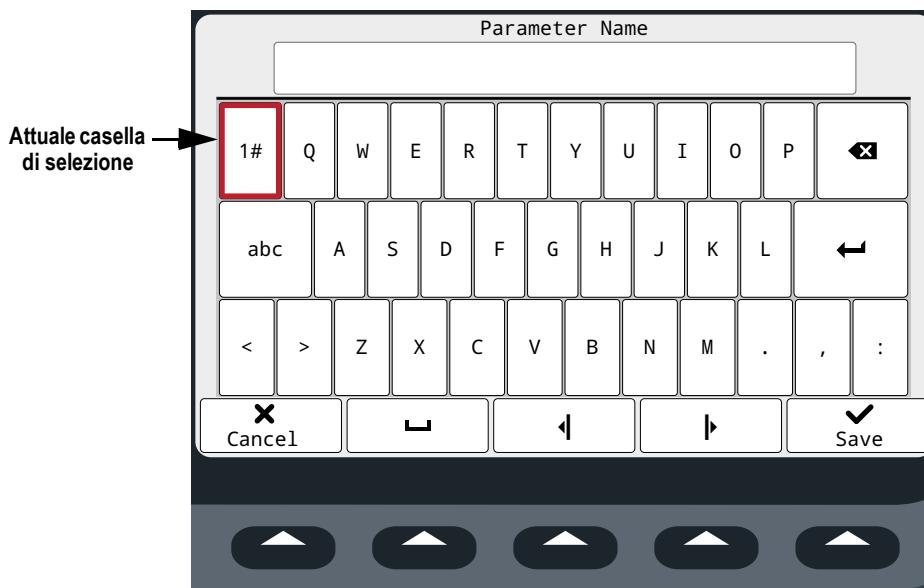 Parameter Name
Attuale casella
di selezione
1# Q W E R T Y U I O P
abc A S D F G H J K L
< > Z X C V B N M . , :
Cancel Save